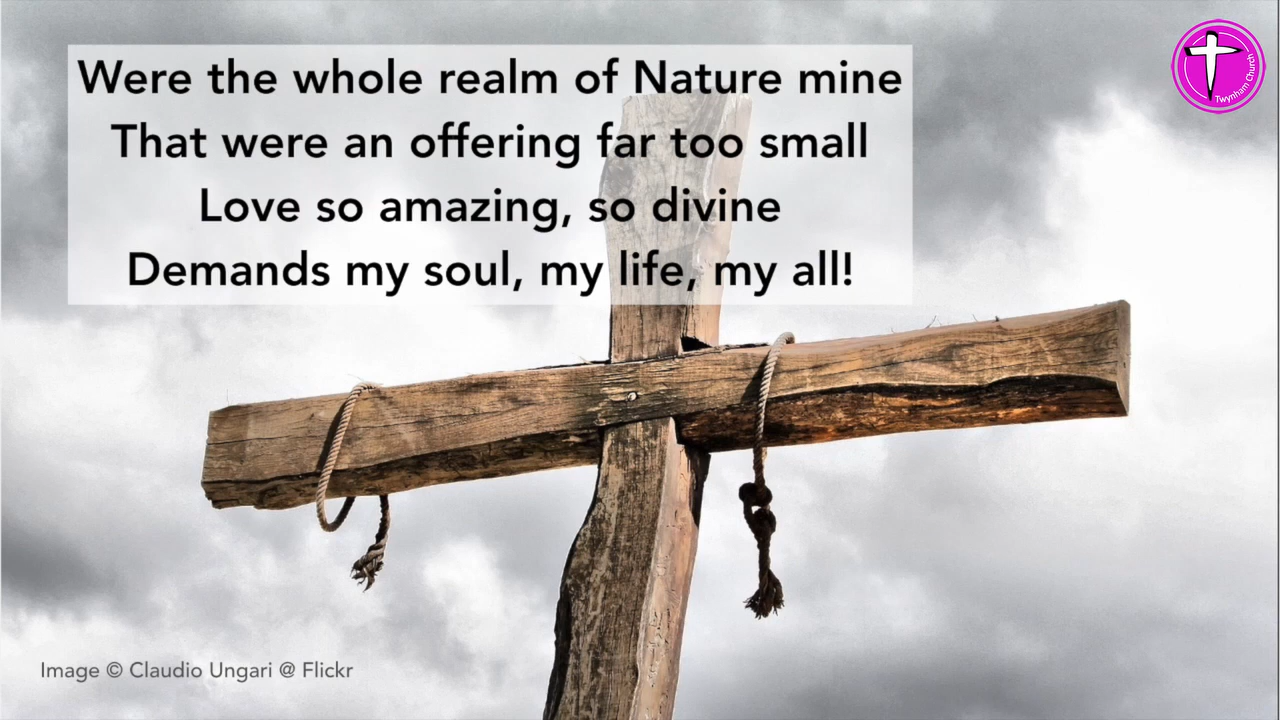 Were the whole realm of Nature mine
That were an offering far too small
Love so amazing, so divine
Demands my soul, my life, my all!
Twynham Church
Image © Claudio Ungari @ Flickr